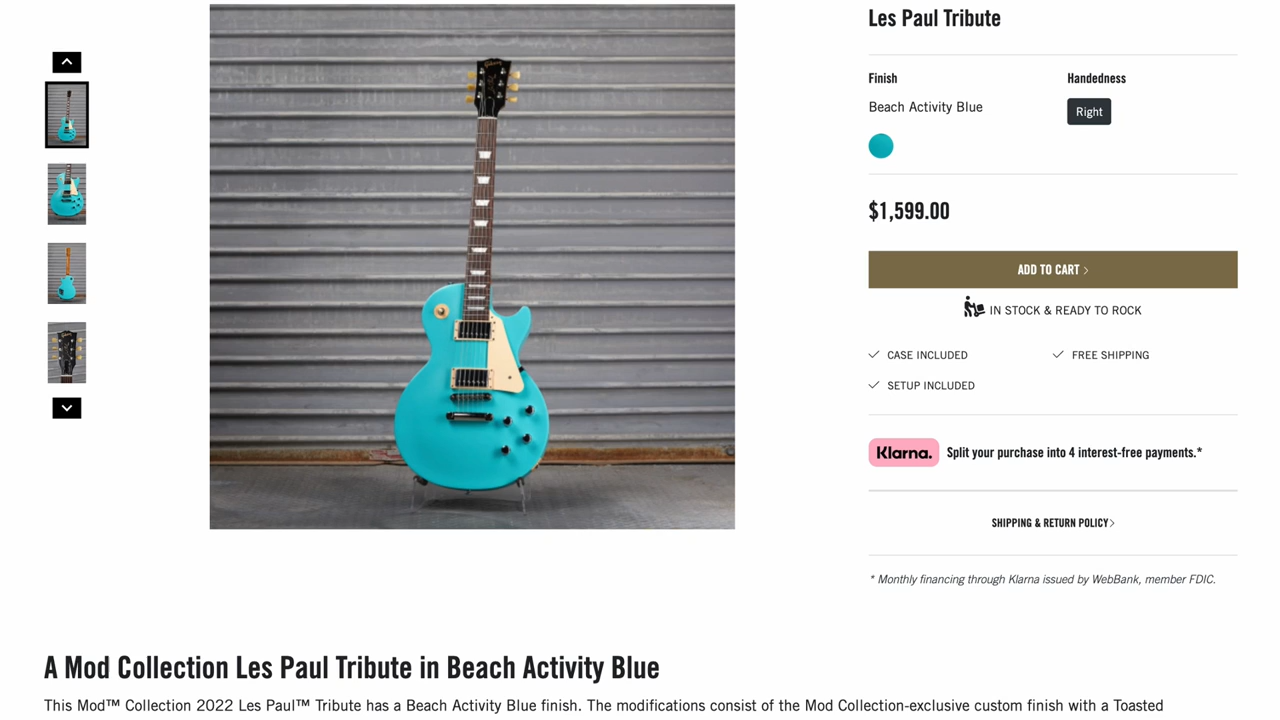 Les Paul Tribute
Finish
Handedness
Beach Activity Blue
Right
$1,599.00
ADD TO CART >
IN STOCK & READY TO ROCK
✓ CASE INCLUDED
✓ FREE SHIPPING
✓ SETUP INCLUDED
Klarna. Split your purchase into 4 interest-free payments.*
SHIPPING & RETURN POLICY >
* Monthly financing through Klarna issued by WebBank, member FDIC.
A Mod Collection Les Paul Tribute in Beach Activity Blue
This Mod™ Collection 2022 Les Paul™ Tribute has a Beach Activity Blue finish. The modifications consist of the Mod Collection-exclusive custom finish with a Toasted
Gibson